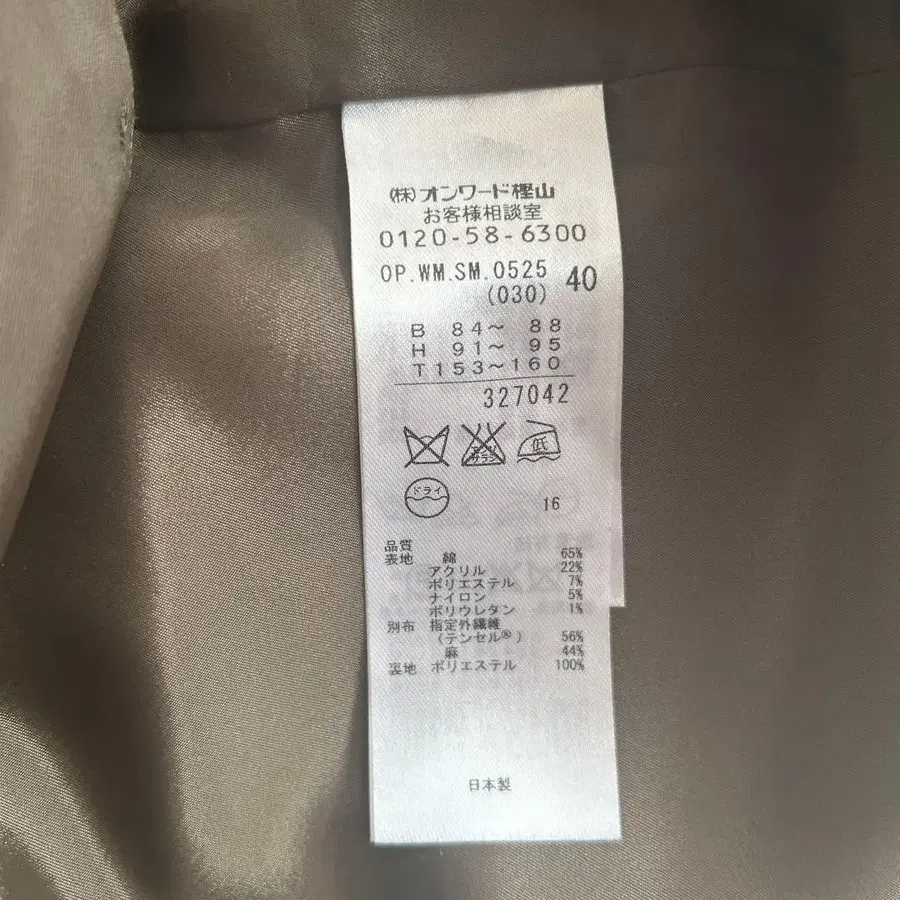 (株)オンワード樫山
お客様相談室
0120-58-6300
OP.WM.SM.0525 40
(030)
B 84～ 88
H 91～ 95
T153～160
327042
低
ドライ
16
品質
表地 綿 65%
アクリル 22%
ポリエステル 7%
ナイロン 5%
ポリウレタン 1%
別布 指定外繊維
(テンセル®) 56%
麻 44%
裏地 ポリエステル 100%
日本製